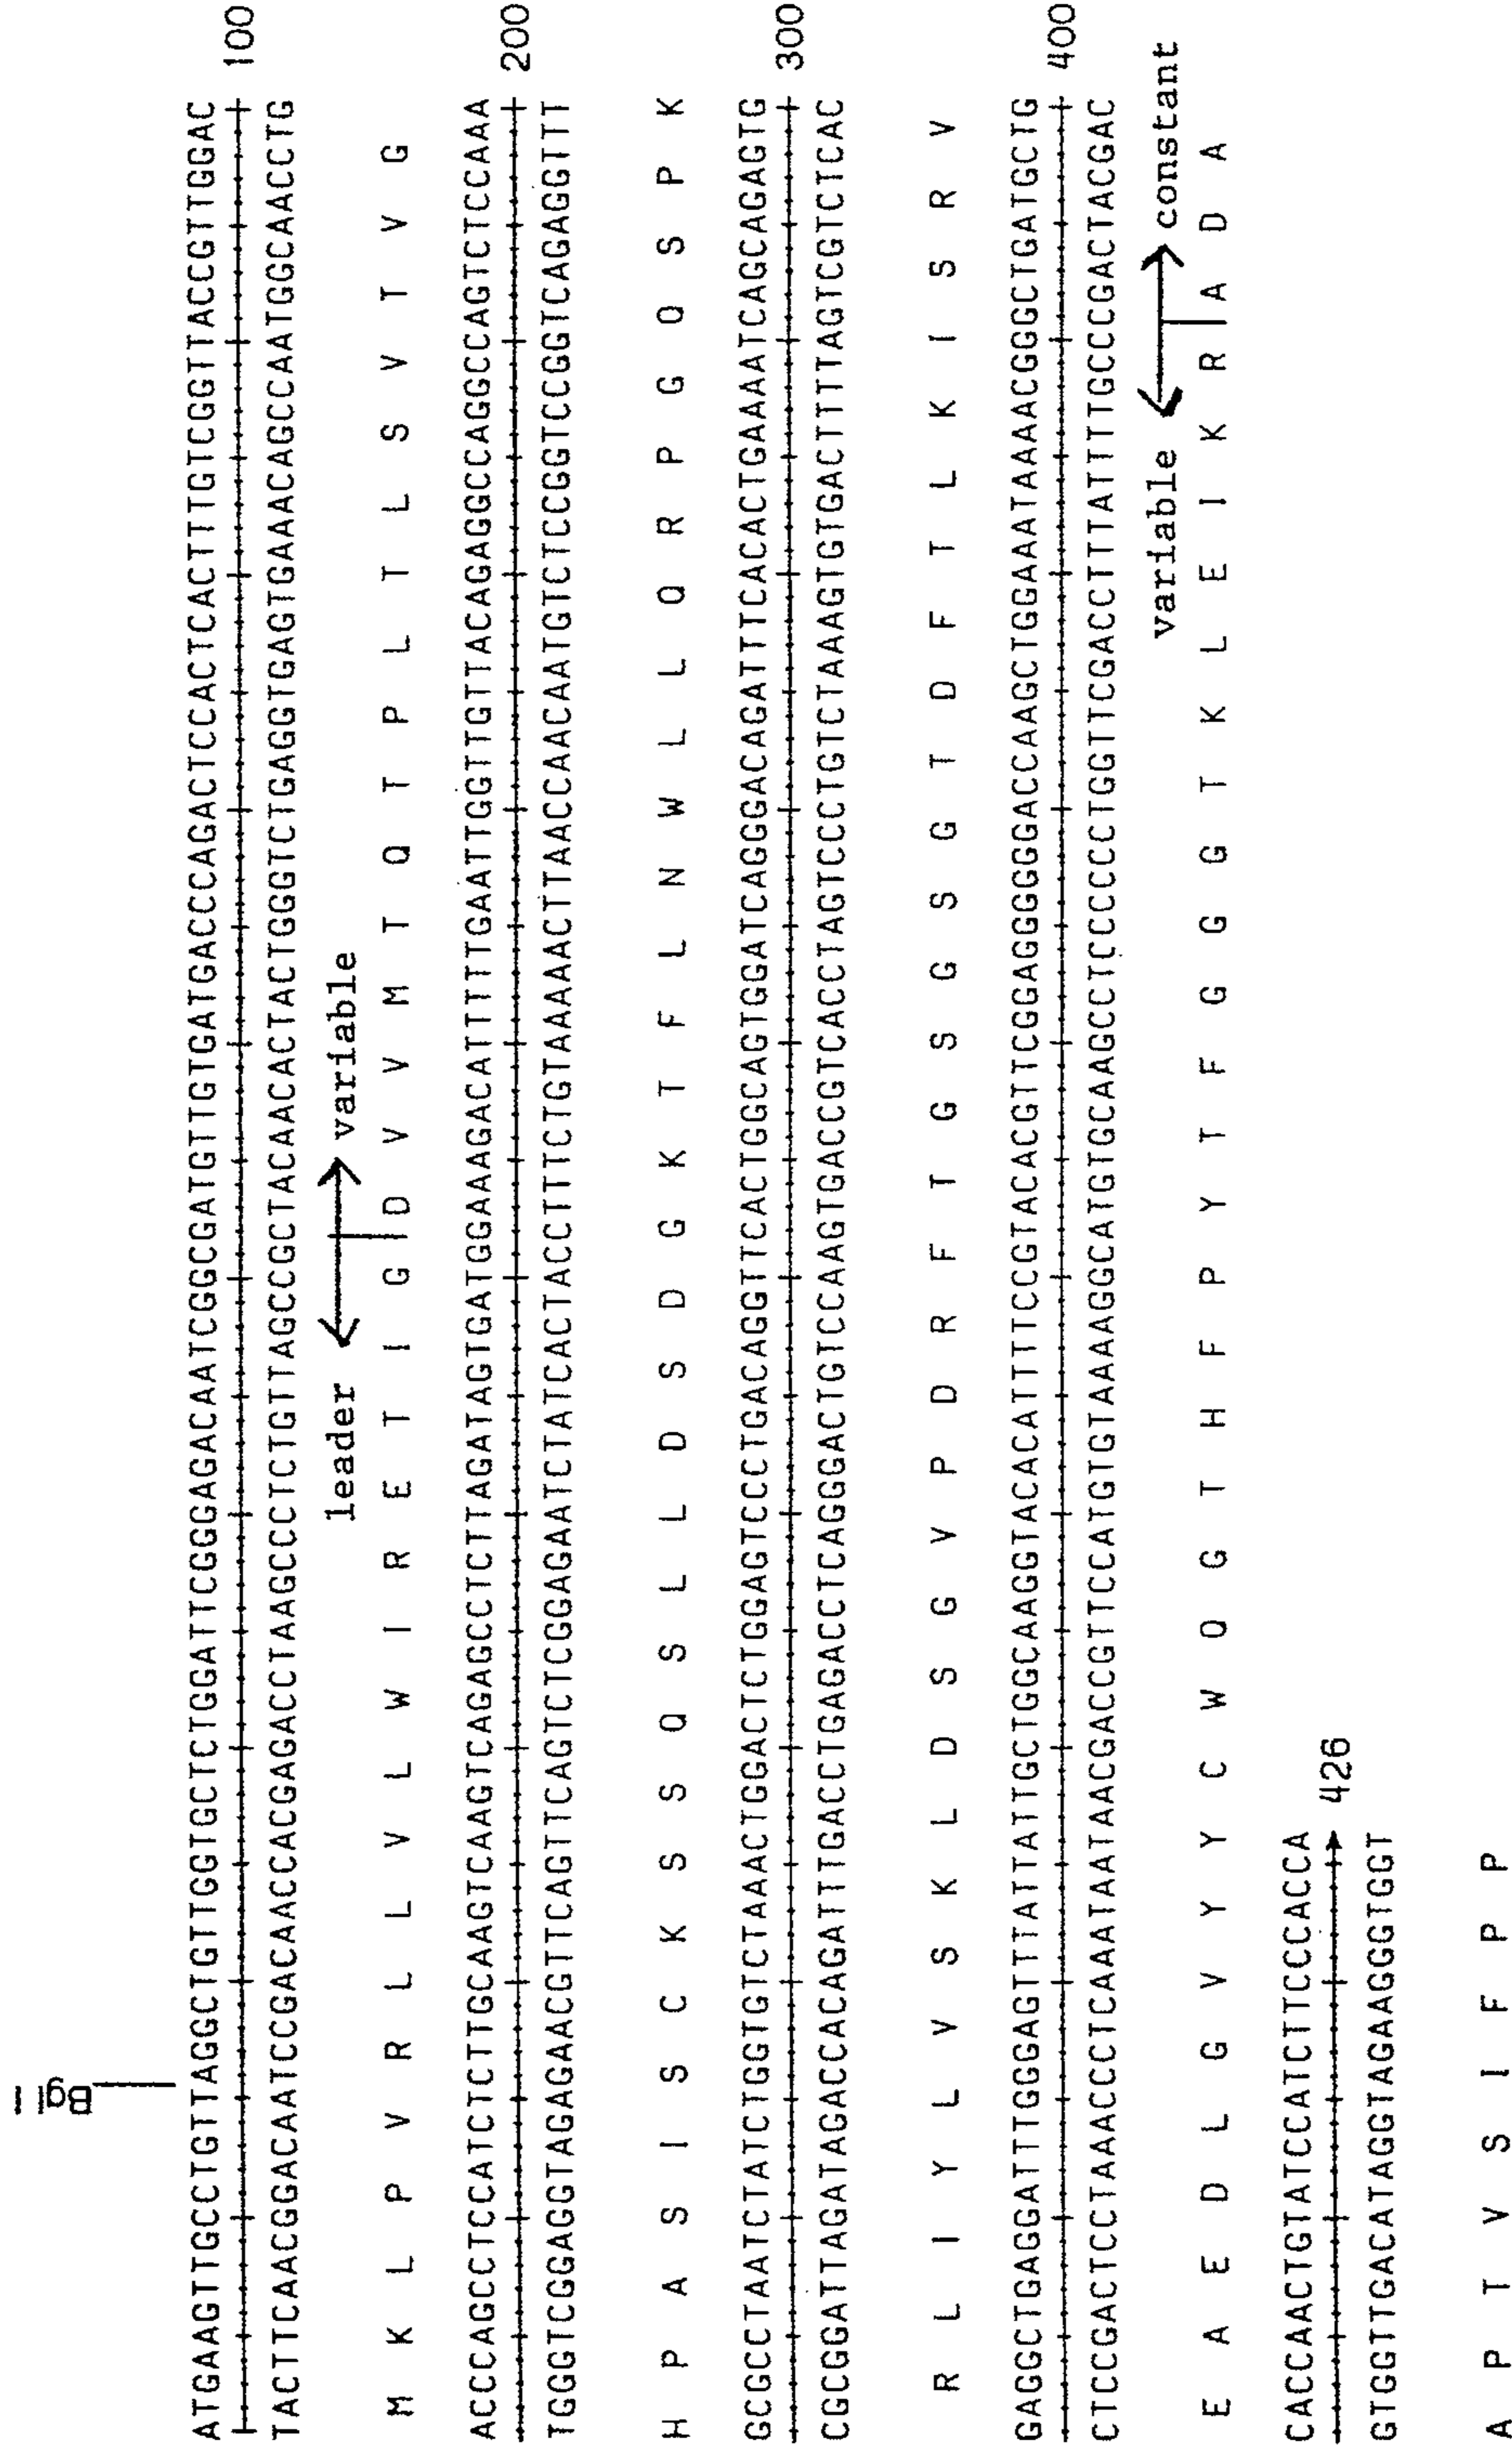 BglI
ATGAAGTTGCCTGTTAGGCTGTTGGTGCTCTGGATTCGGGAGACAATCGGCGATGTTGTGATGACCCAGACTCCACTCACTTTGTCGGTTACCGTTGGAC
100
TACTTCAACGGACAATCCGACAACCACGAGACCTAAGCCCTCTGTTAGCCGCTACAACACTACTGGGTCTGAGGTGAGTGAAACAGCCAATGGCAACCTG
leader variable
M K L P V R L L V L W I R E T I G D V V M T Q T P L T L S V T V G
ACCCAGCCTCCATCTCTTGCAAGTCAAGTCAGAGCCTCTTAGATAGTGATGGAAAGACATTTTTGAATTGGTTGTTACAGAGGCCAGGCCAGTCTCCAAA
200
TGGGTCGGAGGTAGAGAACGTTCAGTTCAGTCTCGGAGAATCTATCACTACCTTTCTGTAAAAACTTAACCAACAATGTCTCCGGTCCGGTCAGAGGTTT
H P A S I S C K S S Q S L L D S D G K T F L N W L L Q R P G Q S P K
GCGCCTAATCTATCTGGTGTCTAAACTGGACTCTGGAGTCCCTGACAGGTTCACTGGCAGTGGATCAGGGACAGATTTCACACTGAAAATCAGCAGAGTG
300
CGCGGATTAGATAGACCACAGATTTGACCTGAGACCTCAGGGACTGTCCAAGTGACCGTCACCTAGTCCCTGTCTAAAGTGTGACTTTTAGTCGTCTCAC
R L I Y L V S K L D S G V P D R F T G S G S G T D F T L K I S R V
GAGGCTGAGGATTTGGGAGTTTATTATTGCTGGCAAGGTACACATTTTCCGTACACGTTCGGAGGGGGGACCAAGCTGGAAATAAAACGGGCTGATGCTG
400
CTCCGACTCCTAAACCCTCAAATAATAACGACCGTTCCATGTGTAAAAGGCATGTGCAAGCCTCCCCCCTGGTTCGACCTTTATTTTGCCCGACTACGAC
variable constant
E A E D L G V Y Y C W Q G T H F P Y T F G G G T K L E I K R A D A
CACCAACTGTATCCATCTTCCCACCA
426
GTGGTTGACATAGGTAGAAGGGTGGT
A P T V S I F P P